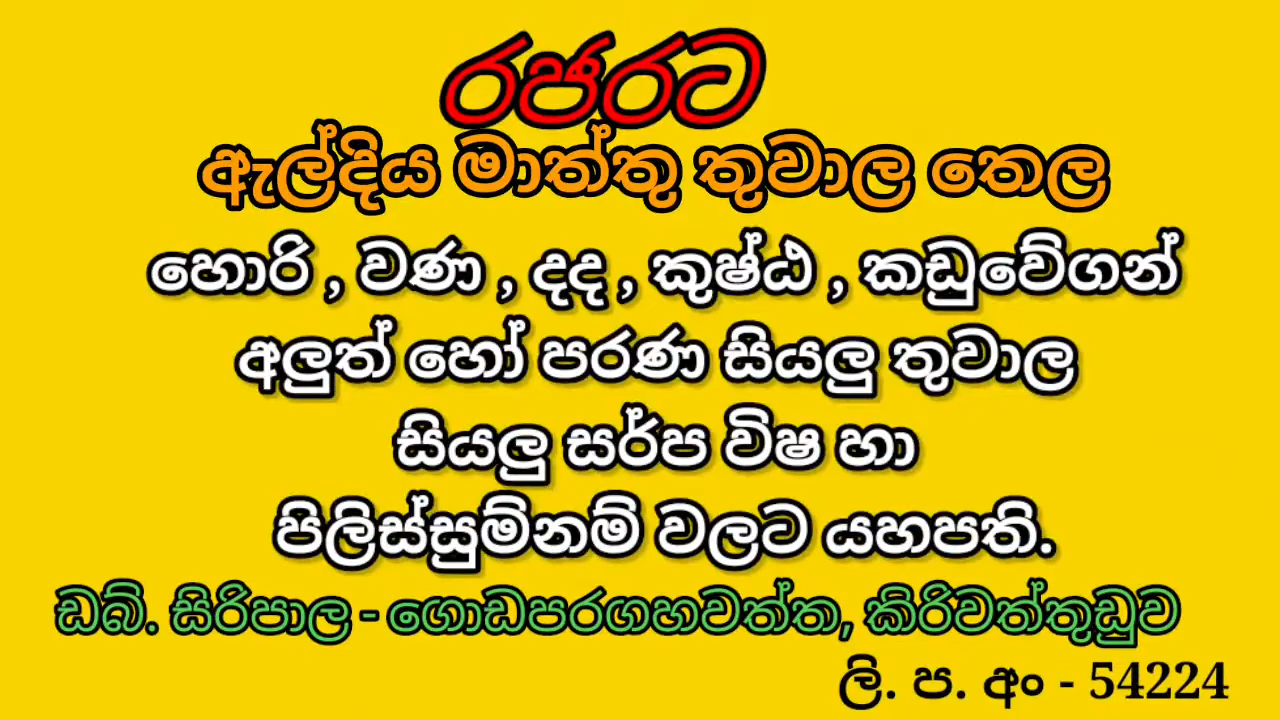 රජරට
ඇල්දිය මාත්තු තුවාල තෙල
හොරි , වණ , දද , කුෂ්ඨ , කඩුවේගන්
අලුත් හෝ පරණ සියලු තුවාල
සියලු සර්ප විෂ හා
පිලිස්සුම්නම් වලට යහපති.
ඩබ්. සිරිපාල - ගොඩපරගහවත්ත, කිරිවත්තුඩුව
ලි. ප. අං - 54224